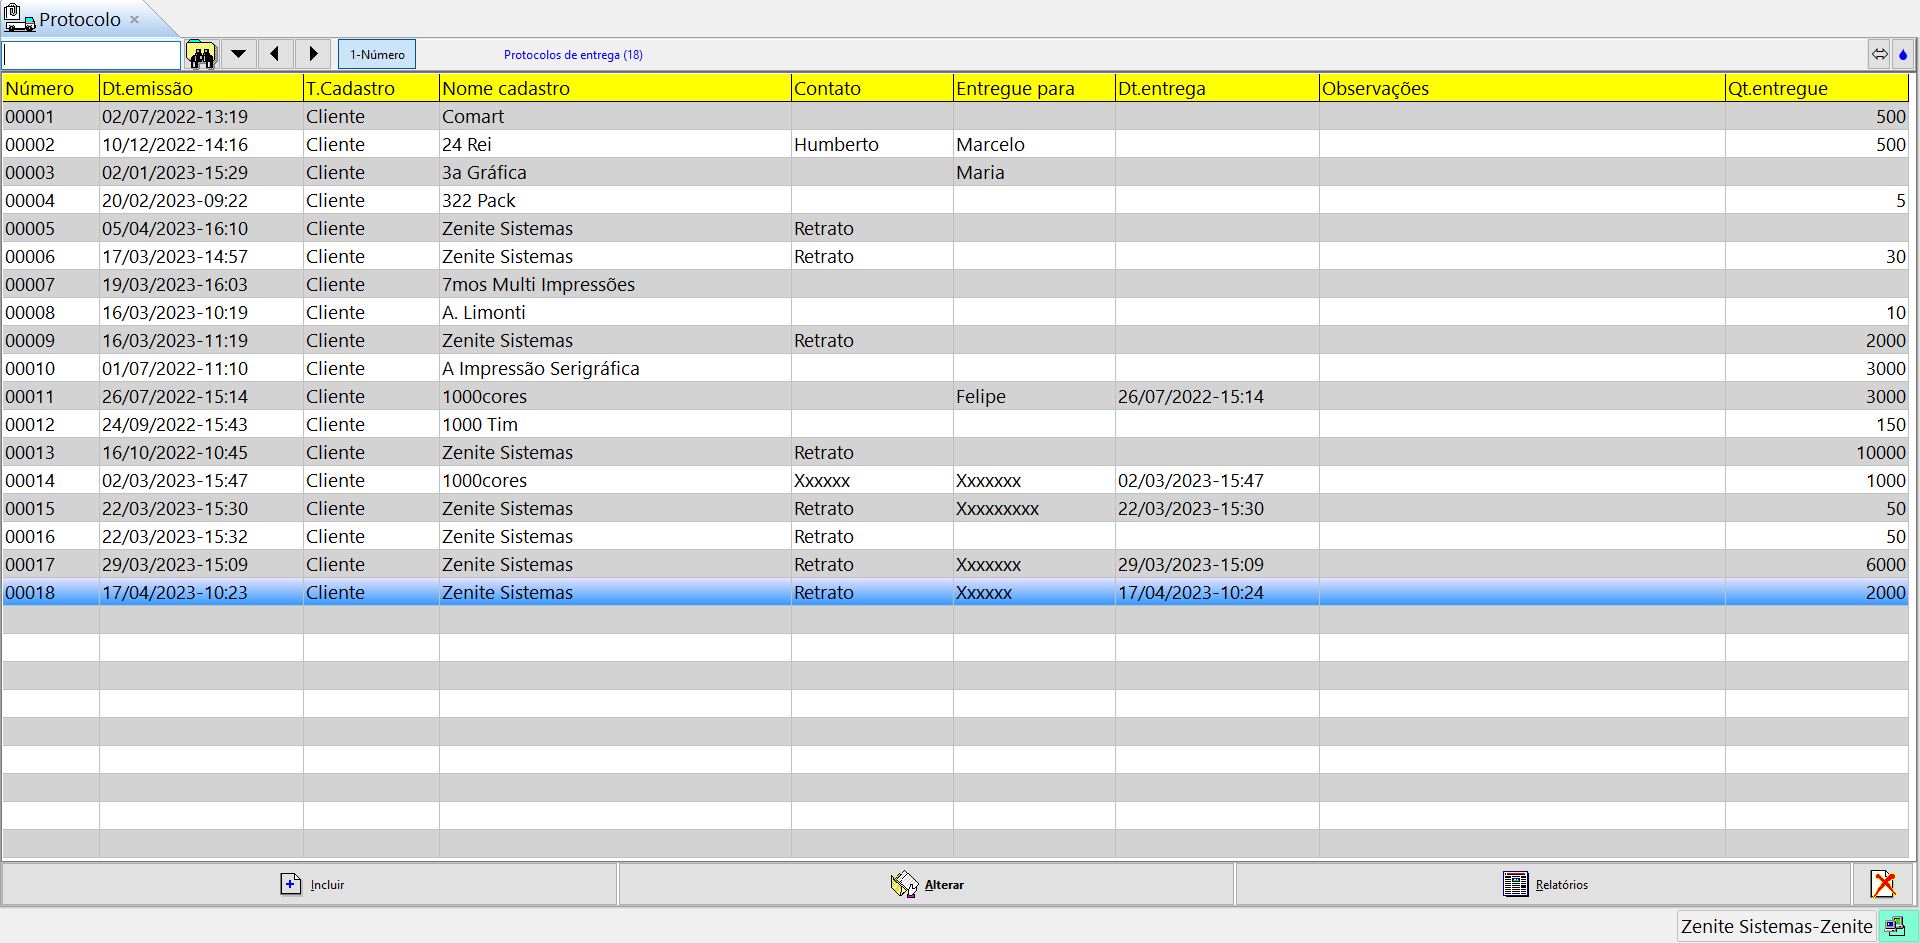 Protocolo ×
1-Número Protocolos de entrega (18)
Número Dt.emissão T.Cadastro Nome cadastro Contato Entregue para Dt.entrega Observações Qt.entregue
00001 02/07/2022-13:19 Cliente Comart 500
00002 10/12/2022-14:16 Cliente 24 Rei Humberto Marcelo 500
00003 02/01/2023-15:29 Cliente 3a Gráfica Maria
00004 20/02/2023-09:22 Cliente 322 Pack 5
00005 05/04/2023-16:10 Cliente Zenite Sistemas Retrato
00006 17/03/2023-14:57 Cliente Zenite Sistemas Retrato 30
00007 19/03/2023-16:03 Cliente 7mos Multi Impressões
00008 16/03/2023-10:19 Cliente A. Limonti 10
00009 16/03/2023-11:19 Cliente Zenite Sistemas Retrato 2000
00010 01/07/2022-11:10 Cliente A Impressão Serigráfica 3000
00011 26/07/2022-15:14 Cliente 1000cores Felipe 26/07/2022-15:14 3000
00012 24/09/2022-15:43 Cliente 1000 Tim 150
00013 16/10/2022-10:45 Cliente Zenite Sistemas Retrato 10000
00014 02/03/2023-15:47 Cliente 1000cores Xxxxxx Xxxxxxx 02/03/2023-15:47 1000
00015 22/03/2023-15:30 Cliente Zenite Sistemas Retrato Xxxxxxxxx 22/03/2023-15:30 50
00016 22/03/2023-15:32 Cliente Zenite Sistemas Retrato 50
00017 29/03/2023-15:09 Cliente Zenite Sistemas Retrato Xxxxxxx 29/03/2023-15:09 6000
00018 17/04/2023-10:23 Cliente Zenite Sistemas Retrato Xxxxxx 17/04/2023-10:24 2000
Incluir Alterar Relatórios
Zenite Sistemas-Zenite